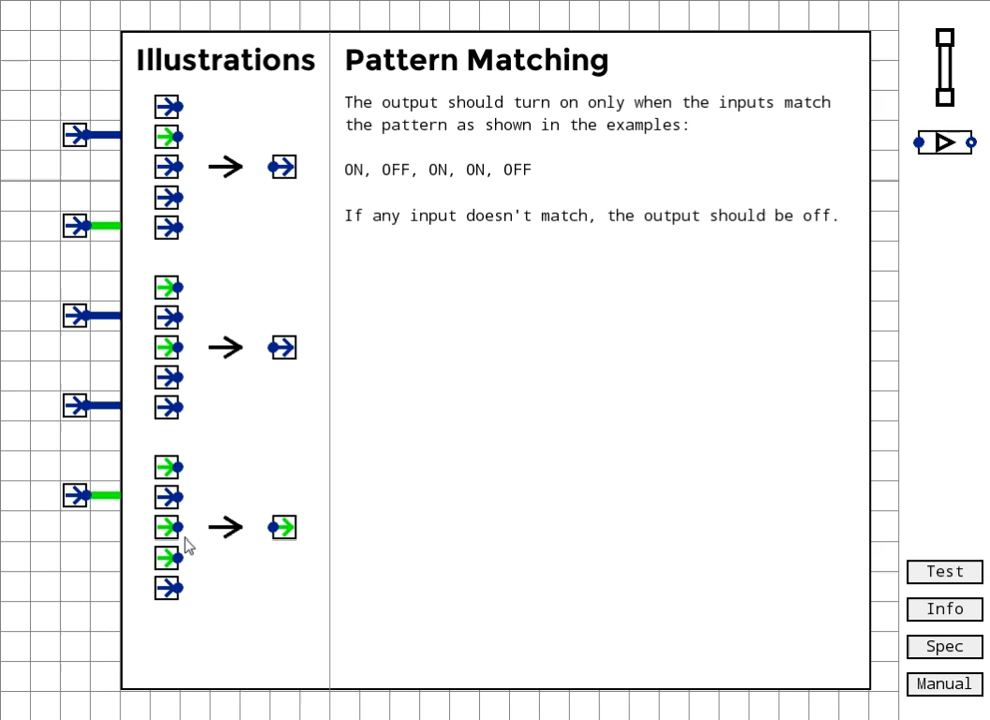 Illustrations
Pattern Matching
The output should turn on only when the inputs match
the pattern as shown in the examples:
ON, OFF, ON, ON, OFF
If any input doesn't match, the output should be off.
Test
Info
Spec
Manual